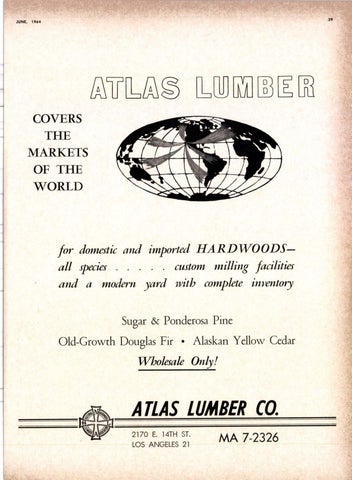 JUNE, 1964
39
ATLAS LUMBER
COVERS
THE
MARKETS
OF THE
WORLD
for domestic and imported HARDWOODS—
all species . . . . . custom milling facilities
and a modern yard with complete inventory
Sugar & Ponderosa Pine
Old-Growth Douglas Fir • Alaskan Yellow Cedar
Wholesale Only!
ATLAS LUMBER CO.
2170 E. 14TH ST.
LOS ANGELES 21
MA 7-2326